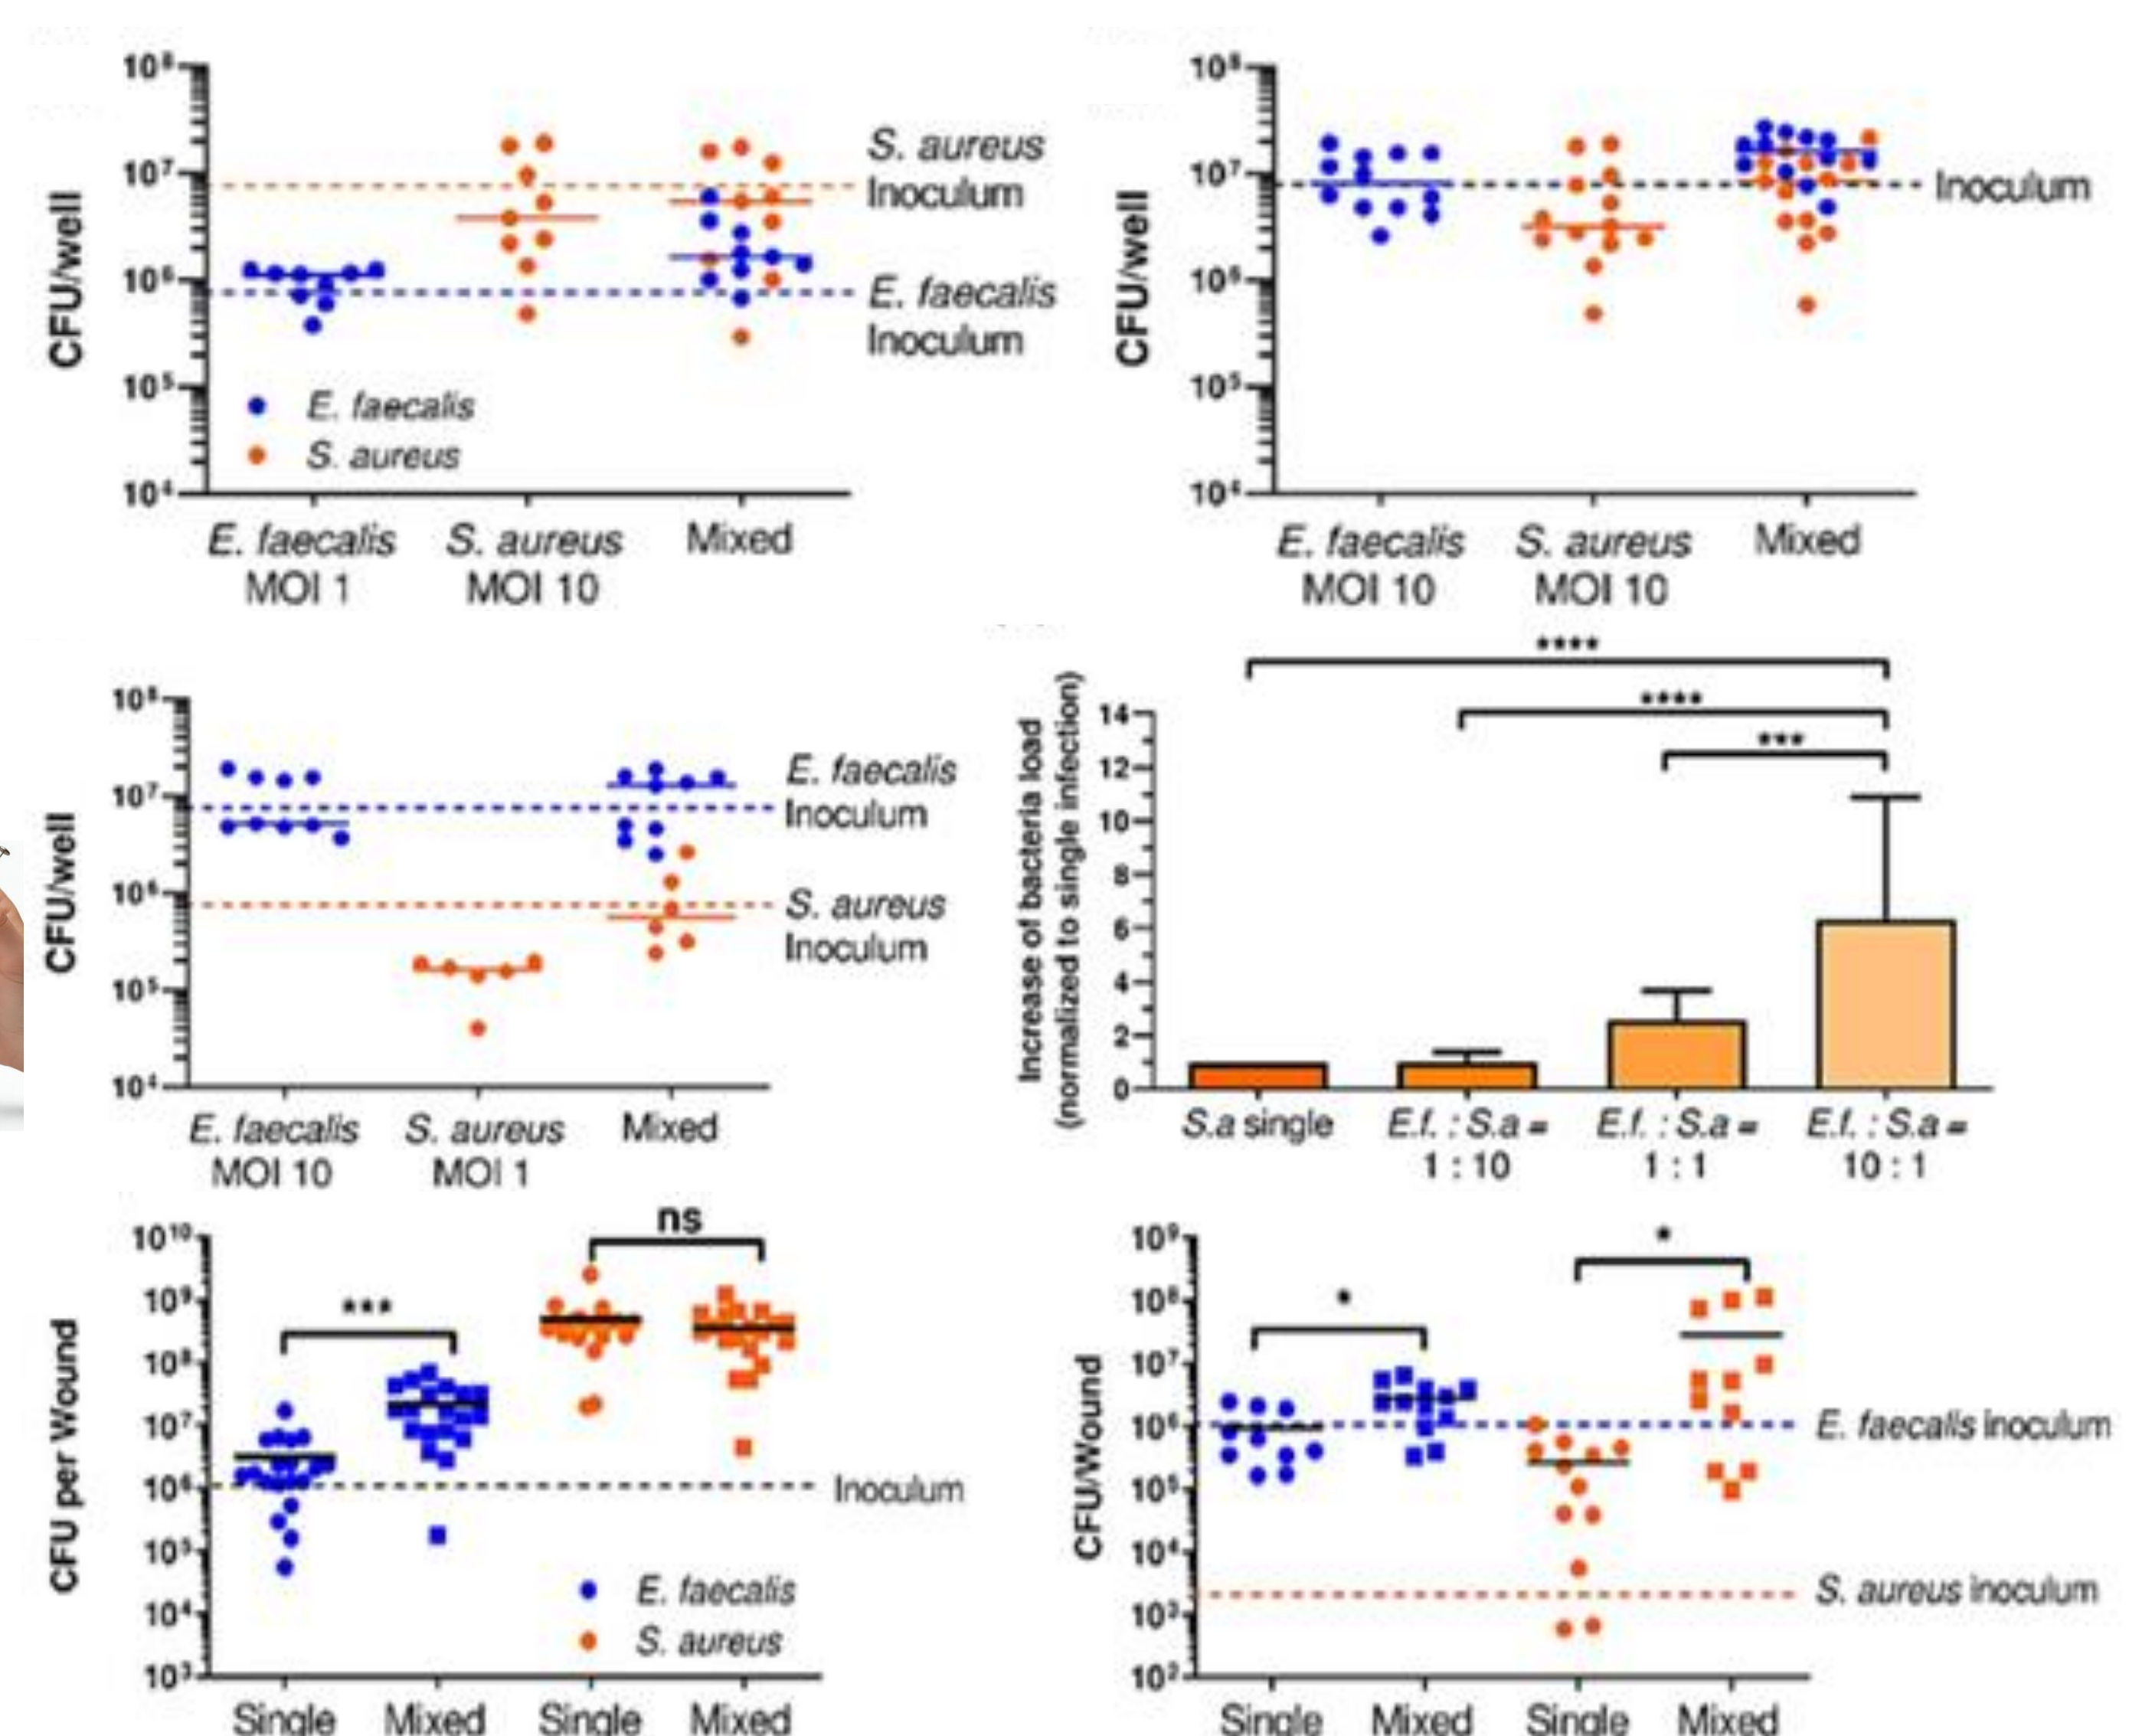 10⁸
10⁷
10⁶
10⁵
10⁴
CFU/well
S. aureus
Inoculum
E. faecalis
Inoculum
E. faecalis
S. aureus
E. faecalis
MOI 1
S. aureus
MOI 10
Mixed
10⁸
10⁷
10⁶
10⁵
10⁴
CFU/well
Inoculum
E. faecalis
MOI 10
S. aureus
MOI 10
Mixed
10⁸
10⁷
10⁶
10⁵
10⁴
CFU/well
E. faecalis
Inoculum
S. aureus
Inoculum
E. faecalis
MOI 10
S. aureus
MOI 1
Mixed
****
****
***
Increase of bacteria load
(normalized to single infection)
14
12
10
8
6
4
2
0
S.a single
E.f. : S.a =
1 : 10
E.f. : S.a =
1 : 1
E.f. : S.a =
10 : 1
10¹⁰
10⁹
10⁸
10⁷
10⁶
10⁵
10⁴
10³
CFU per Wound
***
ns
Inoculum
E. faecalis
S. aureus
Single Mixed Single Mixed
10⁹
10⁸
10⁷
10⁶
10⁵
10⁴
10³
10²
CFU/Wound
*
*
E. faecalis inoculum
S. aureus inoculum
Single Mixed Single Mixed